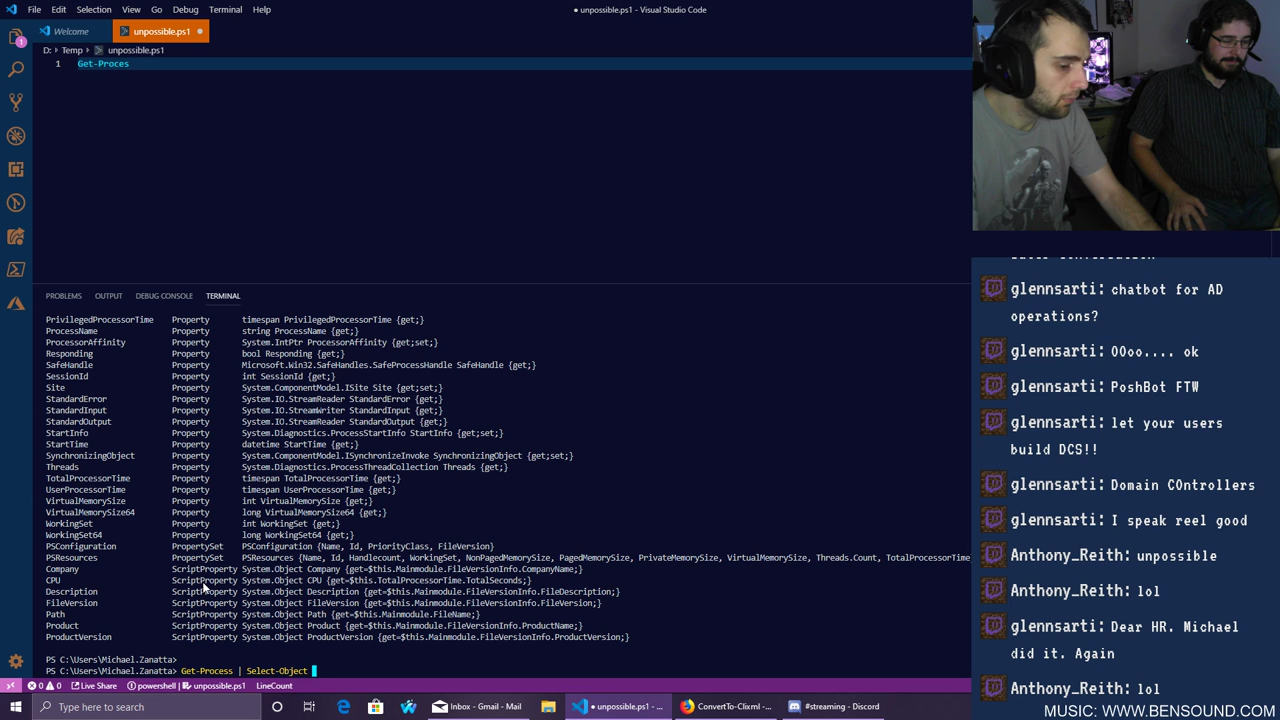 File Edit Selection View Go Debug Terminal Help
● unpossible.ps1 - Visual Studio Code
Welcome
unpossible.ps1 ●
D: > Temp > unpossible.ps1
1 Get-Proces
PROBLEMS OUTPUT DEBUG CONSOLE TERMINAL
PrivilegedProcessorTime Property timespan PrivilegedProcessorTime {get;}
ProcessName Property string ProcessName {get;}
ProcessorAffinity Property System.IntPtr ProcessorAffinity {get;set;}
Responding Property bool Responding {get;}
SafeHandle Property Microsoft.Win32.SafeHandles.SafeProcessHandle SafeHandle {get;}
SessionId Property int SessionId {get;}
Site Property System.ComponentModel.ISite Site {get;set;}
StandardError Property System.IO.StreamReader StandardError {get;}
StandardInput Property System.IO.StreamWriter StandardInput {get;}
StandardOutput Property System.IO.StreamReader StandardOutput {get;}
StartInfo Property System.Diagnostics.ProcessStartInfo StartInfo {get;set;}
StartTime Property datetime StartTime {get;}
SynchronizingObject Property System.ComponentModel.ISynchronizeInvoke SynchronizingObject {get;set;}
Threads Property System.Diagnostics.ProcessThreadCollection Threads {get;}
TotalProcessorTime Property timespan TotalProcessorTime {get;}
UserProcessorTime Property timespan UserProcessorTime {get;}
VirtualMemorySize Property int VirtualMemorySize {get;}
VirtualMemorySize64 Property long VirtualMemorySize64 {get;}
WorkingSet Property int WorkingSet {get;}
WorkingSet64 Property long WorkingSet64 {get;}
PSConfiguration PropertySet PSConfiguration {Name, Id, PriorityClass, FileVersion}
PSResources PropertySet PSResources {Name, Id, Handlecount, WorkingSet, NonPagedMemorySize, PagedMemorySize, PrivateMemorySize, VirtualMemorySize, Threads.Count, TotalProcessorTime
Company ScriptProperty System.Object Company {get=$this.Mainmodule.FileVersionInfo.CompanyName;}
CPU ScriptProperty System.Object CPU {get=$this.TotalProcessorTime.TotalSeconds;}
Description ScriptProperty System.Object Description {get=$this.Mainmodule.FileVersionInfo.FileDescription;}
FileVersion ScriptProperty System.Object FileVersion {get=$this.Mainmodule.FileVersionInfo.FileVersion;}
Path ScriptProperty System.Object Path {get=$this.Mainmodule.FileName;}
Product ScriptProperty System.Object Product {get=$this.Mainmodule.FileVersionInfo.ProductName;}
ProductVersion ScriptProperty System.Object ProductVersion {get=$this.Mainmodule.FileVersionInfo.ProductVersion;}
PS C:\Users\Michael.Zanatta>
PS C:\Users\Michael.Zanatta> Get-Process | Select-Object
0 0 Live Share powershell | unpossible.ps1 LineCount
Type here to search
Inbox - Gmail - Mail
● unpossible.ps1 - ...
ConvertTo-Clixml - ...
#streaming - Discord
glennsarti: chatbot for AD
operations?
glennsarti: OOoo.... ok
glennsarti: PoshBot FTW
glennsarti: let your users
build DCS!!
glennsarti: Domain COntrollers
glennsarti: I speak reel good
Anthony_Reith: unpossible
Anthony_Reith: lol
glennsarti: Dear HR. Michael
did it. Again
Anthony_Reith: lol
MUSIC: WWW.BENSOUND.COM